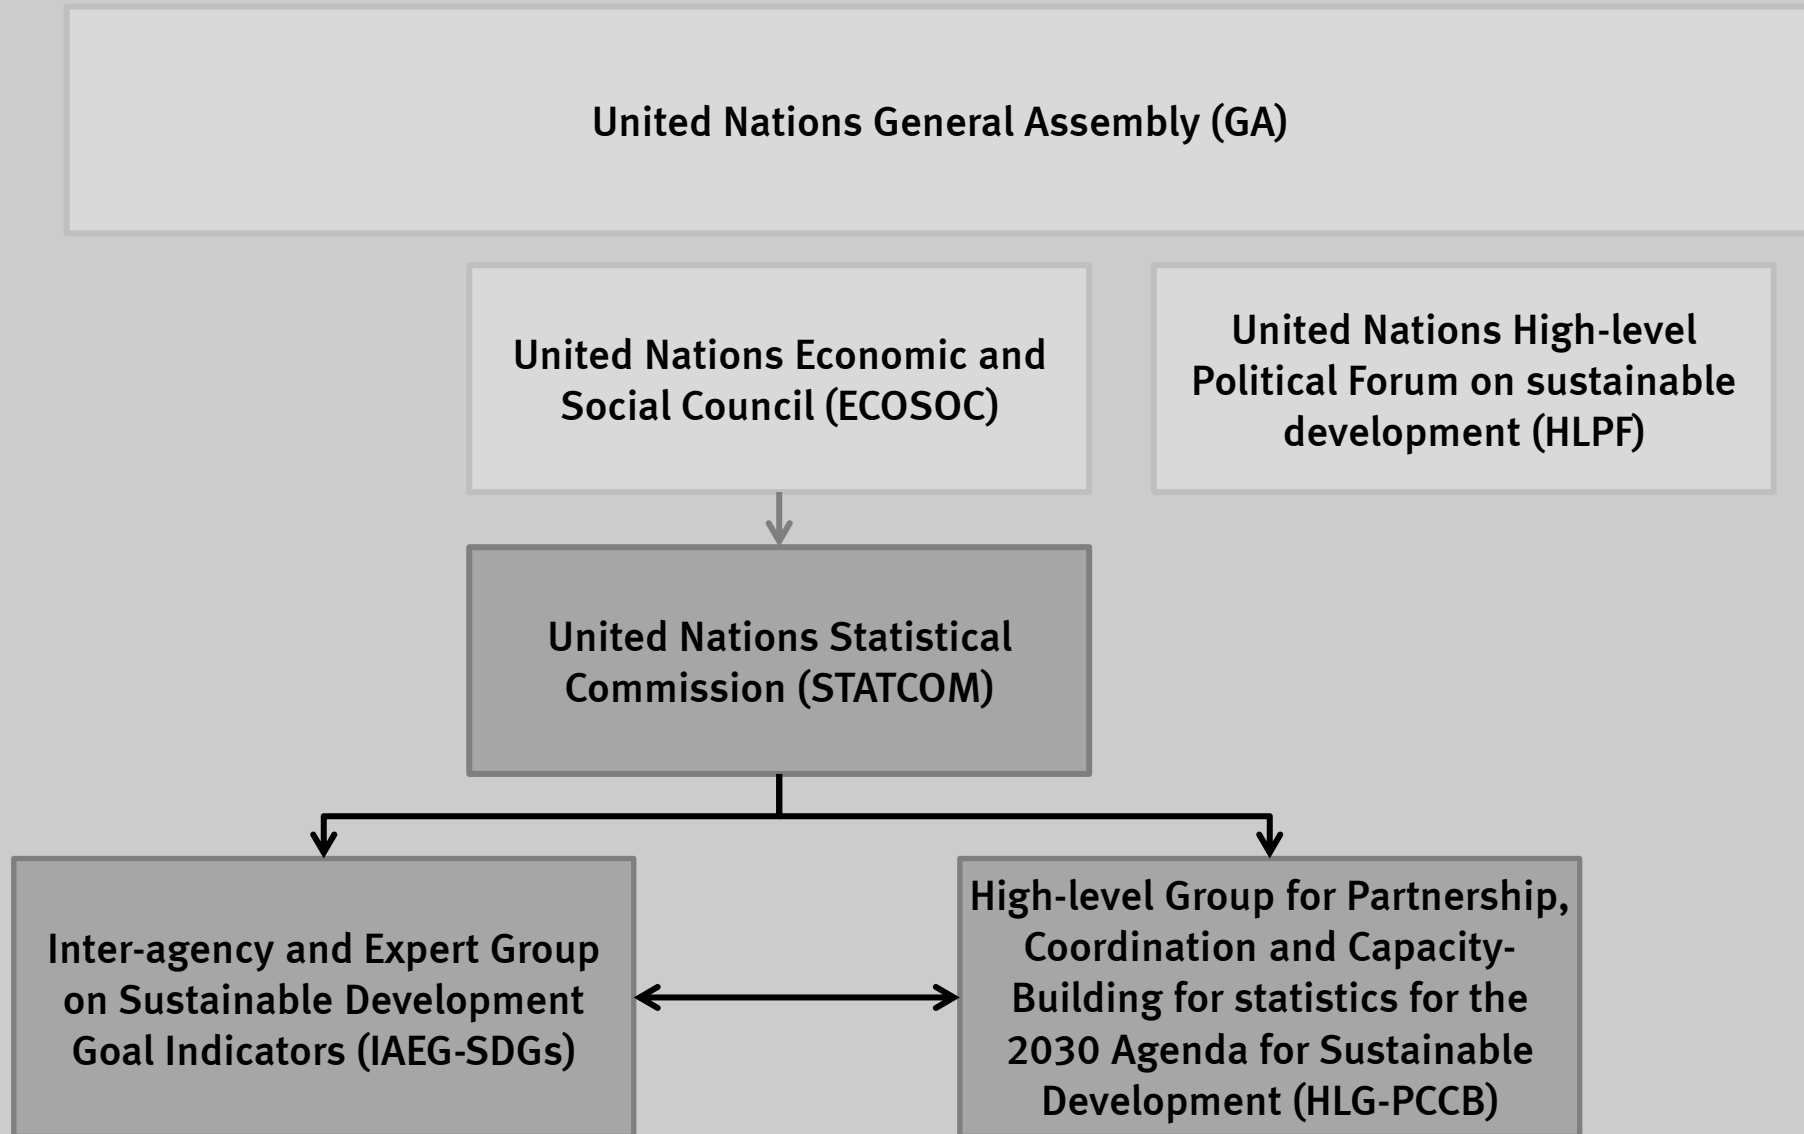 United Nations General Assembly (GA)
United Nations Economic and
Social Council (ECOSOC)
United Nations High-level
Political Forum on sustainable
development (HLPF)
United Nations Statistical
Commission (STATCOM)
Inter-agency and Expert Group
on Sustainable Development
Goal Indicators (IAEG-SDGs)
High-level Group for Partnership,
Coordination and Capacity-
Building for statistics for the
2030 Agenda for Sustainable
Development (HLG-PCCB)